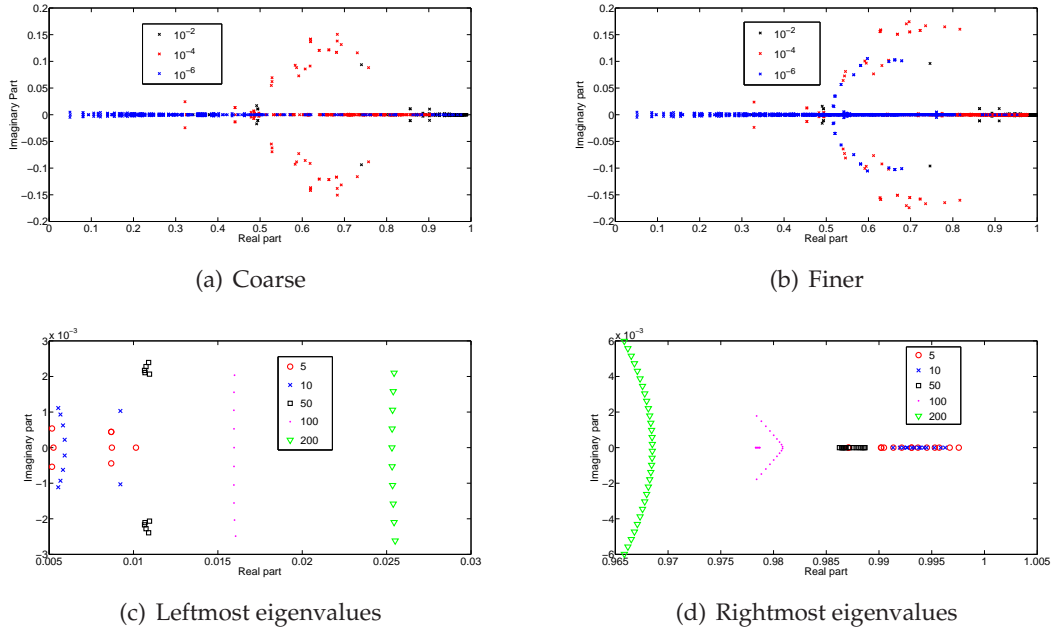 0.2
0.15
0.1
0.05
0
-0.05
-0.1
-0.15
-0.2
Imaginary Part
0 0.1 0.2 0.3 0.4 0.5 0.6 0.7 0.8 0.9 1
Real part
10⁻²
10⁻⁴
10⁻⁶
(a) Coarse
0.2
0.15
0.1
0.05
0
-0.05
-0.1
-0.15
-0.2
Imaginary part
0 0.1 0.2 0.3 0.4 0.5 0.6 0.7 0.8 0.9 1
Real part
10⁻²
10⁻⁴
10⁻⁶
(b) Finer
x 10⁻³
3
2
1
0
-1
-2
-3
Imaginary part
0.005 0.01 0.015 0.02 0.025 0.03
Real part
5
10
50
100
200
(c) Leftmost eigenvalues
x 10⁻³
6
4
2
0
-2
-4
-6
Imaginary part
0.965 0.97 0.975 0.98 0.985 0.99 0.995 1 1.005
Real part
5
10
50
100
200
(d) Rightmost eigenvalues